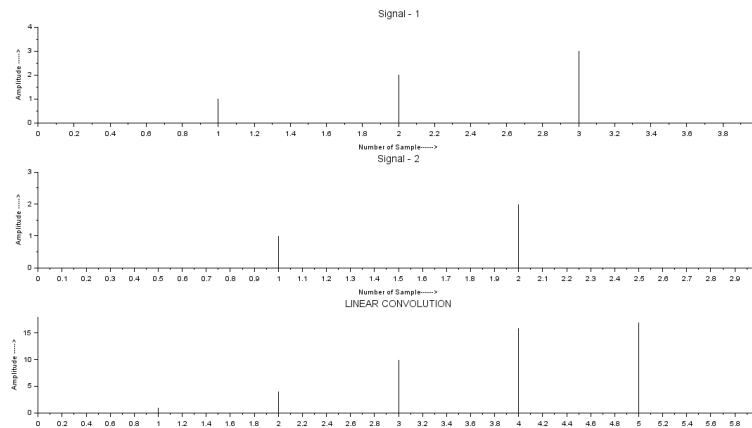 Signal - 1
Amplitude ----->
4
3
2
1
0
0 0.2 0.4 0.6 0.8 1 1.2 1.4 1.6 1.8 2 2.2 2.4 2.6 2.8 3 3.2 3.4 3.6 3.8
Number of Sample------>
Signal - 2
Amplitude ----->
3
2
1
0
0 0.1 0.2 0.3 0.4 0.5 0.6 0.7 0.8 0.9 1 1.1 1.2 1.3 1.4 1.5 1.6 1.7 1.8 1.9 2 2.1 2.2 2.3 2.4 2.5 2.6 2.7 2.8 2.9
Number of Sample------>
LINEAR CONVOLUTION
Amplitude ----->
15
10
5
0
0 0.2 0.4 0.6 0.8 1 1.2 1.4 1.6 1.8 2 2.2 2.4 2.6 2.8 3 3.2 3.4 3.6 3.8 4 4.2 4.4 4.6 4.8 5 5.2 5.4 5.6 5.8